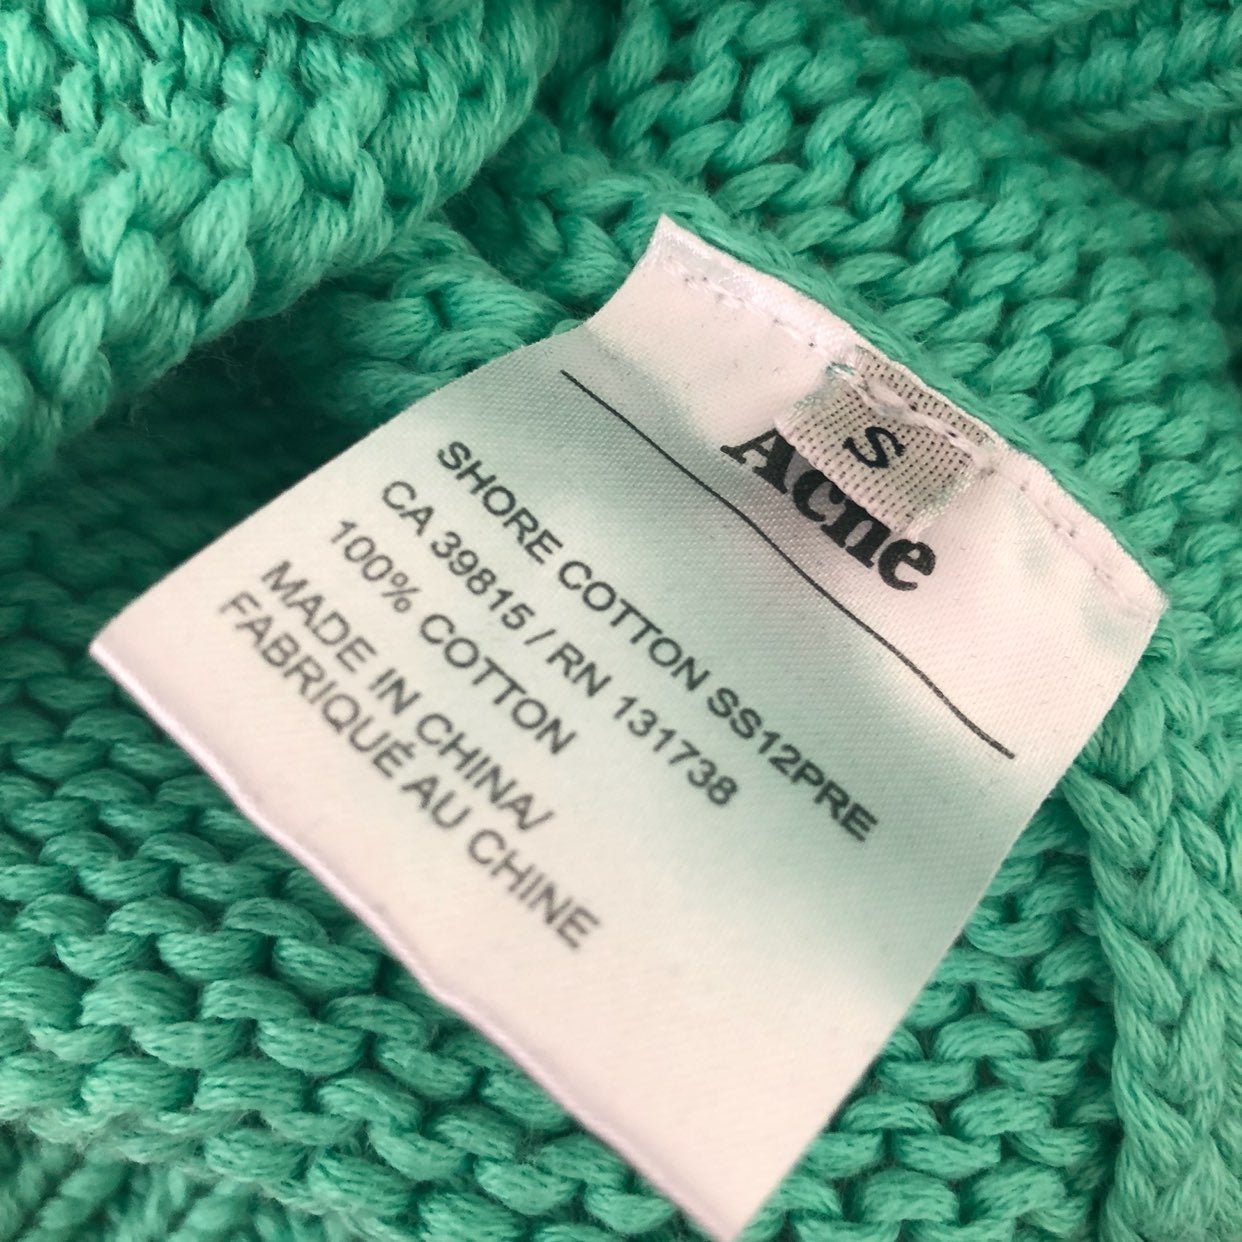 S
Acne
SHORE COTTON SS12PRE
CA 39815 / RN 131738
100% COTTON
MADE IN CHINA/
FABRIQUÉ AU CHINE